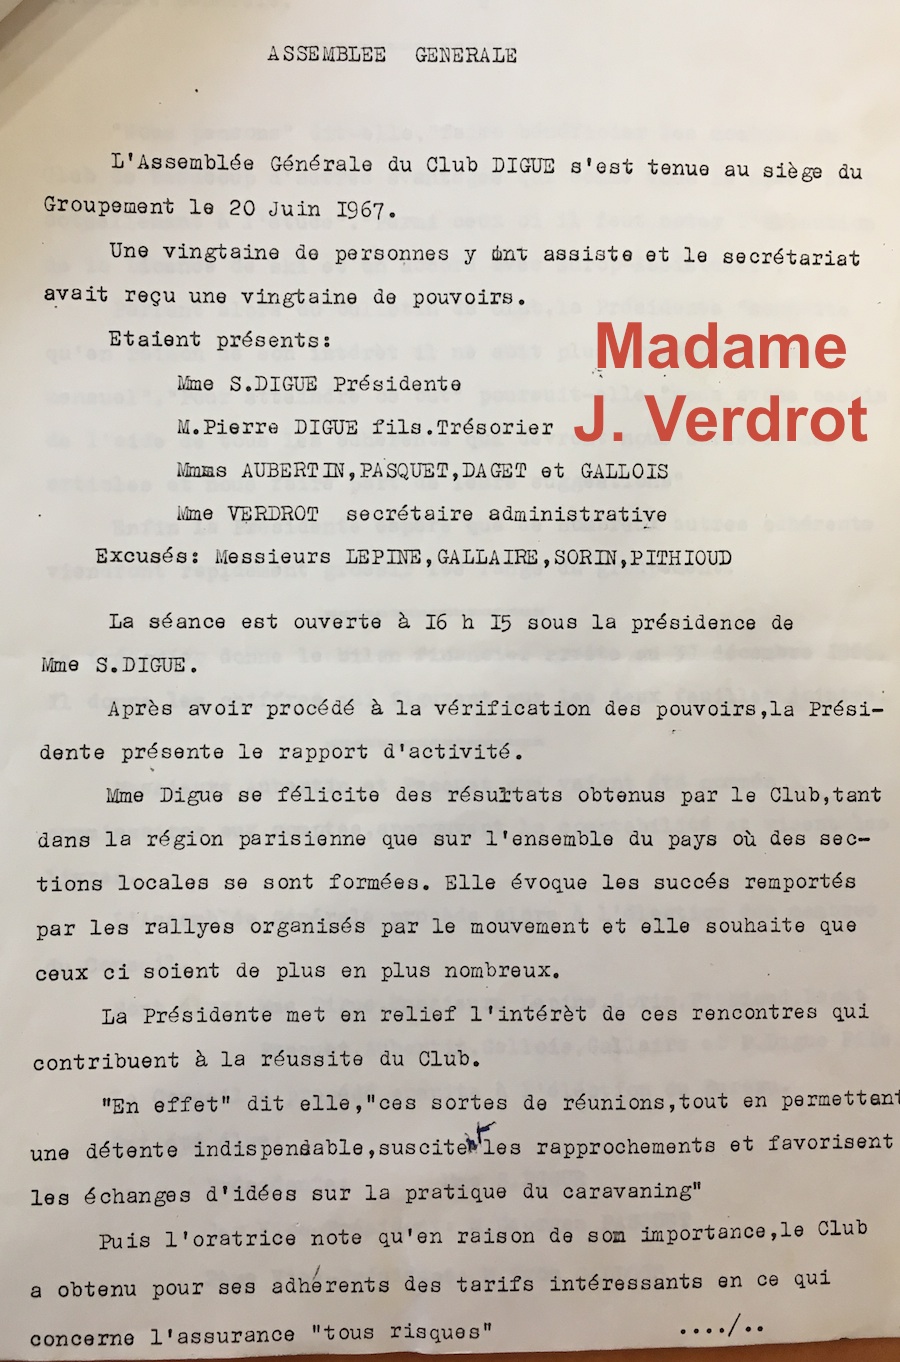 ASSEMBLEE GENERALE
L'Assemblée Générale du Club DIGUE s'est tenue au siège du
Groupement le 20 Juin I967.
Une vingtaine de personnes y ont assiste et le secrétariat
avait reçu une vingtaine de pouvoirs.
Etaient présents:
Madame
J. Verdrot
Mme S.DIGUE Présidente
M.Pierre DIGUE fils.Trésorier
Mmms AUBERTIN,PASQUET,DAGET et GALLOIS
Mme VERDROT secrétaire administrative
Excusés: Messieurs LEPINE,GALLAIRE,SORIN,PITHIOUD
La séance est ouverte à I6 h I5 sous la présidence de
Mme S.DIGUE.
Après avoir procédé à la vérification des pouvoirs,la Prési-
dente présente le rapport d'activité.
Mme Digue se félicite des résultats obtenus par le Club,tant
dans la région parisienne que sur l'ensemble du pays où des sec-
tions locales se sont formées. Elle évoque les succés remportés
par les rallyes organisés par le mouvement et elle souhaite que
ceux ci soient de plus en plus nombreux.
La Présidente met en relief l'intérèt de ces rencontres qui
contribuent à la réussite du Club.
"En effet" dit elle,"ces sortes de réunions,tout en permettant
une détente indispensable,suscitent les rapprochements et favorisent
les échanges d'idées sur la pratique du caravaning"
Puis l'oratrice note qu'en raison de son importance,le Club
a obtenu pour ses adhérents des tarifs intéressants en ce qui
concerne l'assurance "tous risques"
..../..